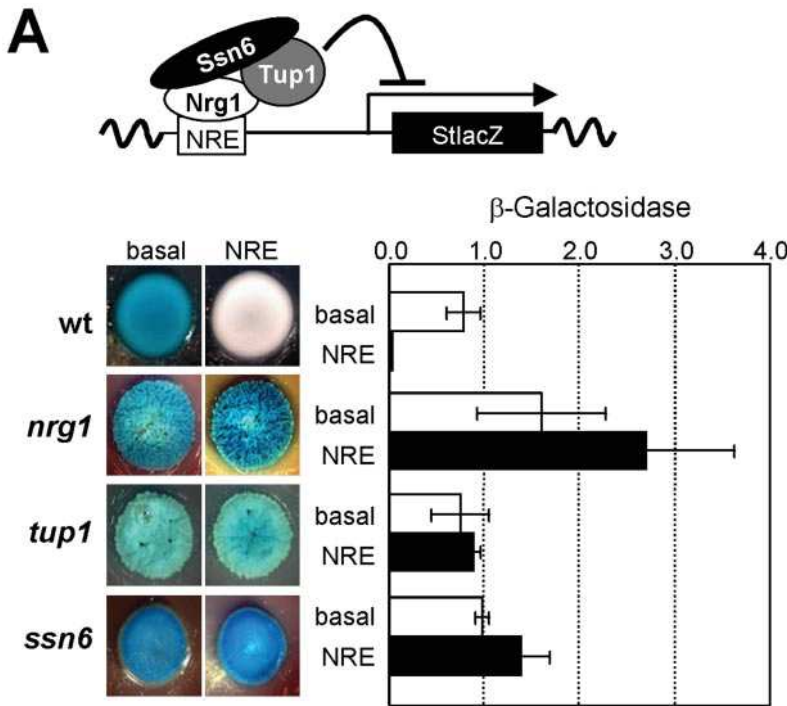 A
Ssn6
Tup1
Nrg1
NRE
StlacZ
β-Galactosidase
basal NRE
0.0 1.0 2.0 3.0 4.0
wt
basal
NRE
nrg1
basal
NRE
tup1
basal
NRE
ssn6
basal
NRE